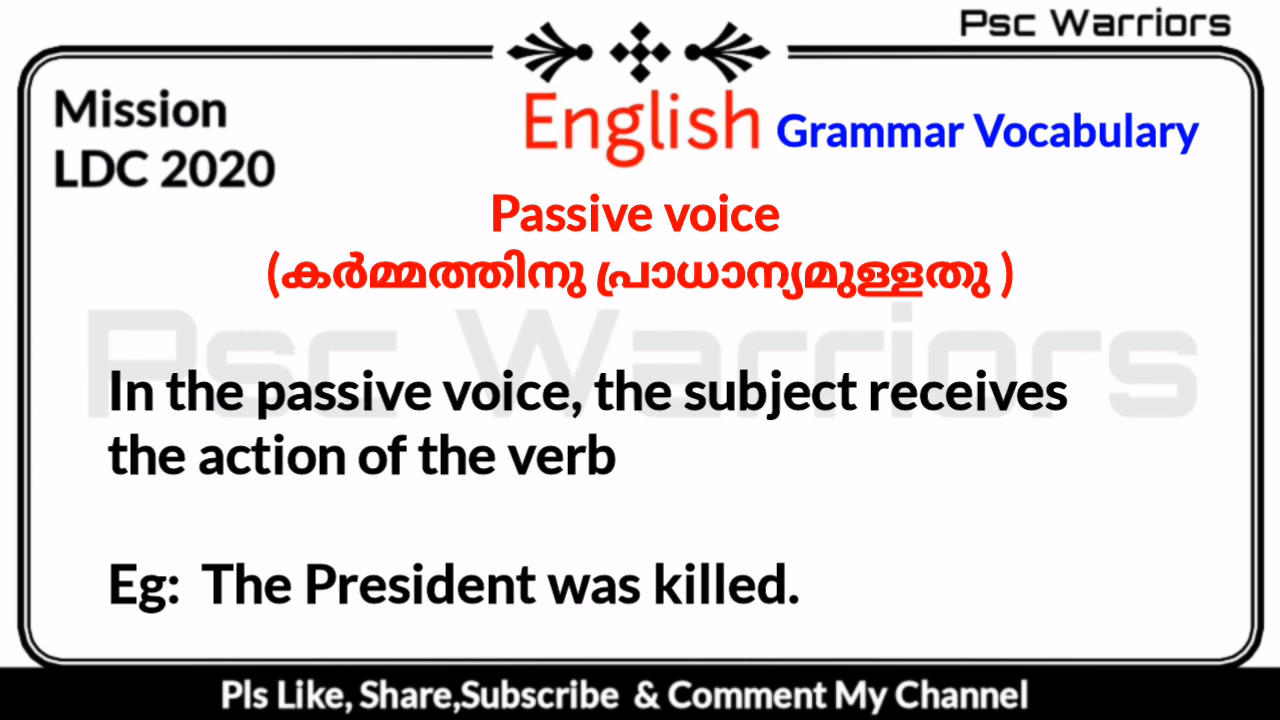 Psc Warriors
Mission
LDC 2020
English Grammar Vocabulary
Passive voice
(കർമ്മത്തിനു പ്രാധാന്യമുള്ളതു )
Psc Warriors
In the passive voice, the subject receives
the action of the verb
Eg: The President was killed.
Pls Like, Share,Subscribe & Comment My Channel